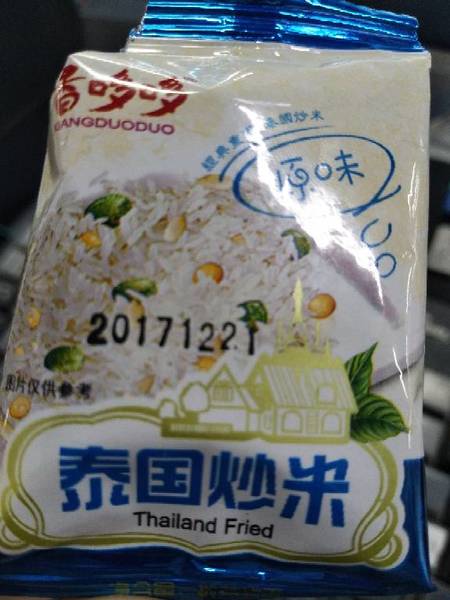 香哆哆
XIANGDUODUO
原味
20171221
图片仅供参考
泰国炒米
Thailand Fried